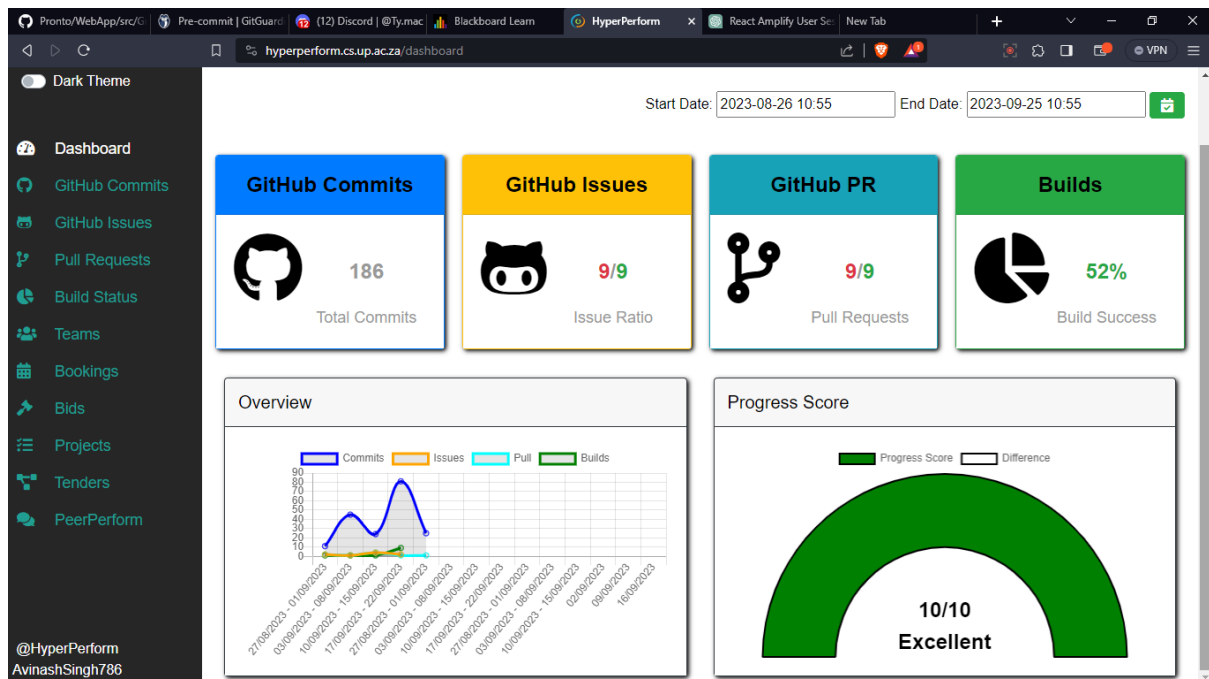 Pronto/WebApp/src/G
Pre-commit | GitGuard
(12) Discord | @Ty.mac
Blackboard Learn
HyperPerform
React Amplify User Ses
New Tab
hyperperform.cs.up.ac.za/dashboard
VPN
Dark Theme
Start Date: 2023-08-26 10:55 End Date: 2023-09-25 10:55
Dashboard
GitHub Commits
GitHub Issues
Pull Requests
Build Status
Teams
Bookings
Bids
Projects
Tenders
PeerPerform
@HyperPerform
AvinashSingh786
GitHub Commits
186
Total Commits
GitHub Issues
9/9
Issue Ratio
GitHub PR
9/9
Pull Requests
Builds
52%
Build Success
Overview
Commits Issues Pull Builds
90
80
70
60
50
40
30
20
10
0
27/08/2023 - 01/09/2023
03/09/2023 - 08/09/2023
10/09/2023 - 15/09/2023
17/09/2023 - 22/09/2023
27/08/2023 - 01/09/2023
03/09/2023 - 08/09/2023
10/09/2023 - 15/09/2023
17/09/2023 - 22/09/2023
27/08/2023 - 01/09/2023
03/09/2023 - 08/09/2023
10/09/2023 - 15/09/2023
02/09/2023
09/09/2023
16/09/2023
Progress Score
Progress Score Difference
10/10
Excellent